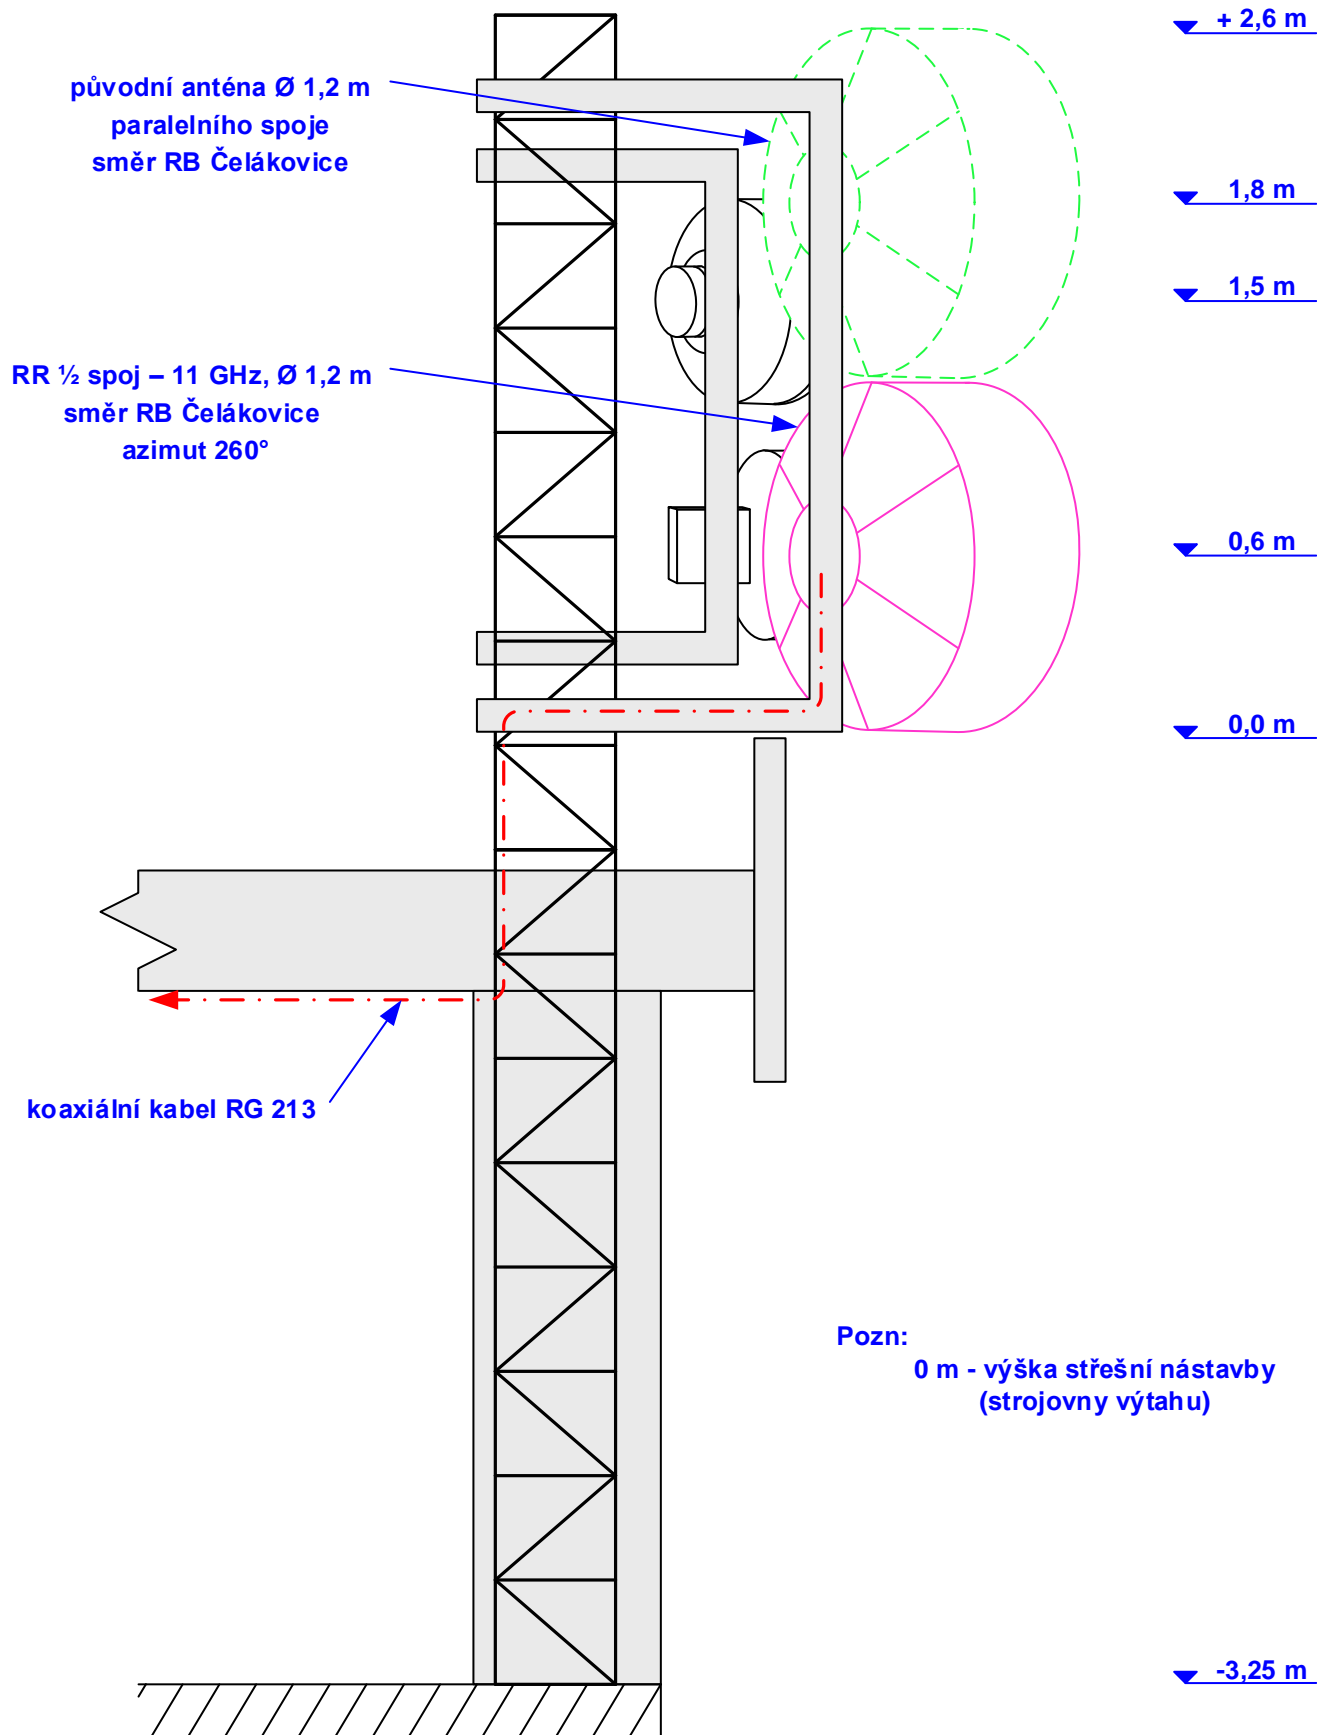 + 2,6 m
původní anténa Ø 1,2 m
paralelního spoje
směr RB Čelákovice
1,8 m
1,5 m
RR ½ spoj – 11 GHz, Ø 1,2 m
směr RB Čelákovice
azimut 260°
0,6 m
0,0 m
koaxiální kabel RG 213
Pozn:
0 m - výška střešní nástavby
(strojovny výtahu)
-3,25 m